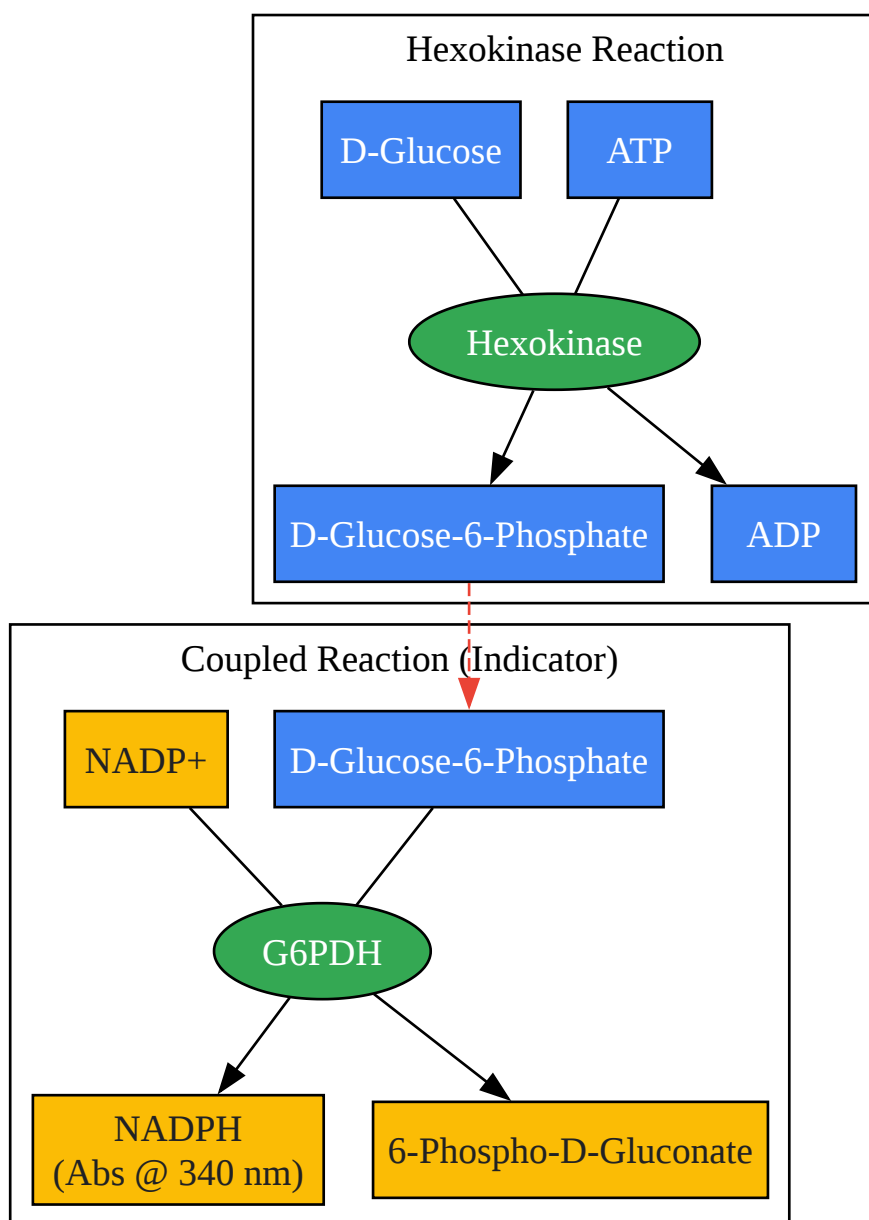 Hexokinase Reaction
D-Glucose
ATP
Hexokinase
D-Glucose-6-Phosphate
ADP
Coupled Reaction (Indicator)
NADP+
D-Glucose-6-Phosphate
G6PDH
NADPH
(Abs @ 340 nm)
6-Phospho-D-Gluconate